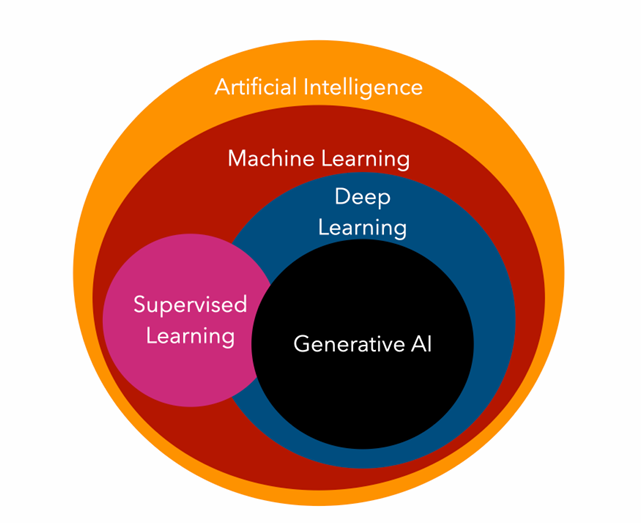 Artificial Intelligence
Machine Learning
Deep
Learning
Supervised
Learning
Generative AI